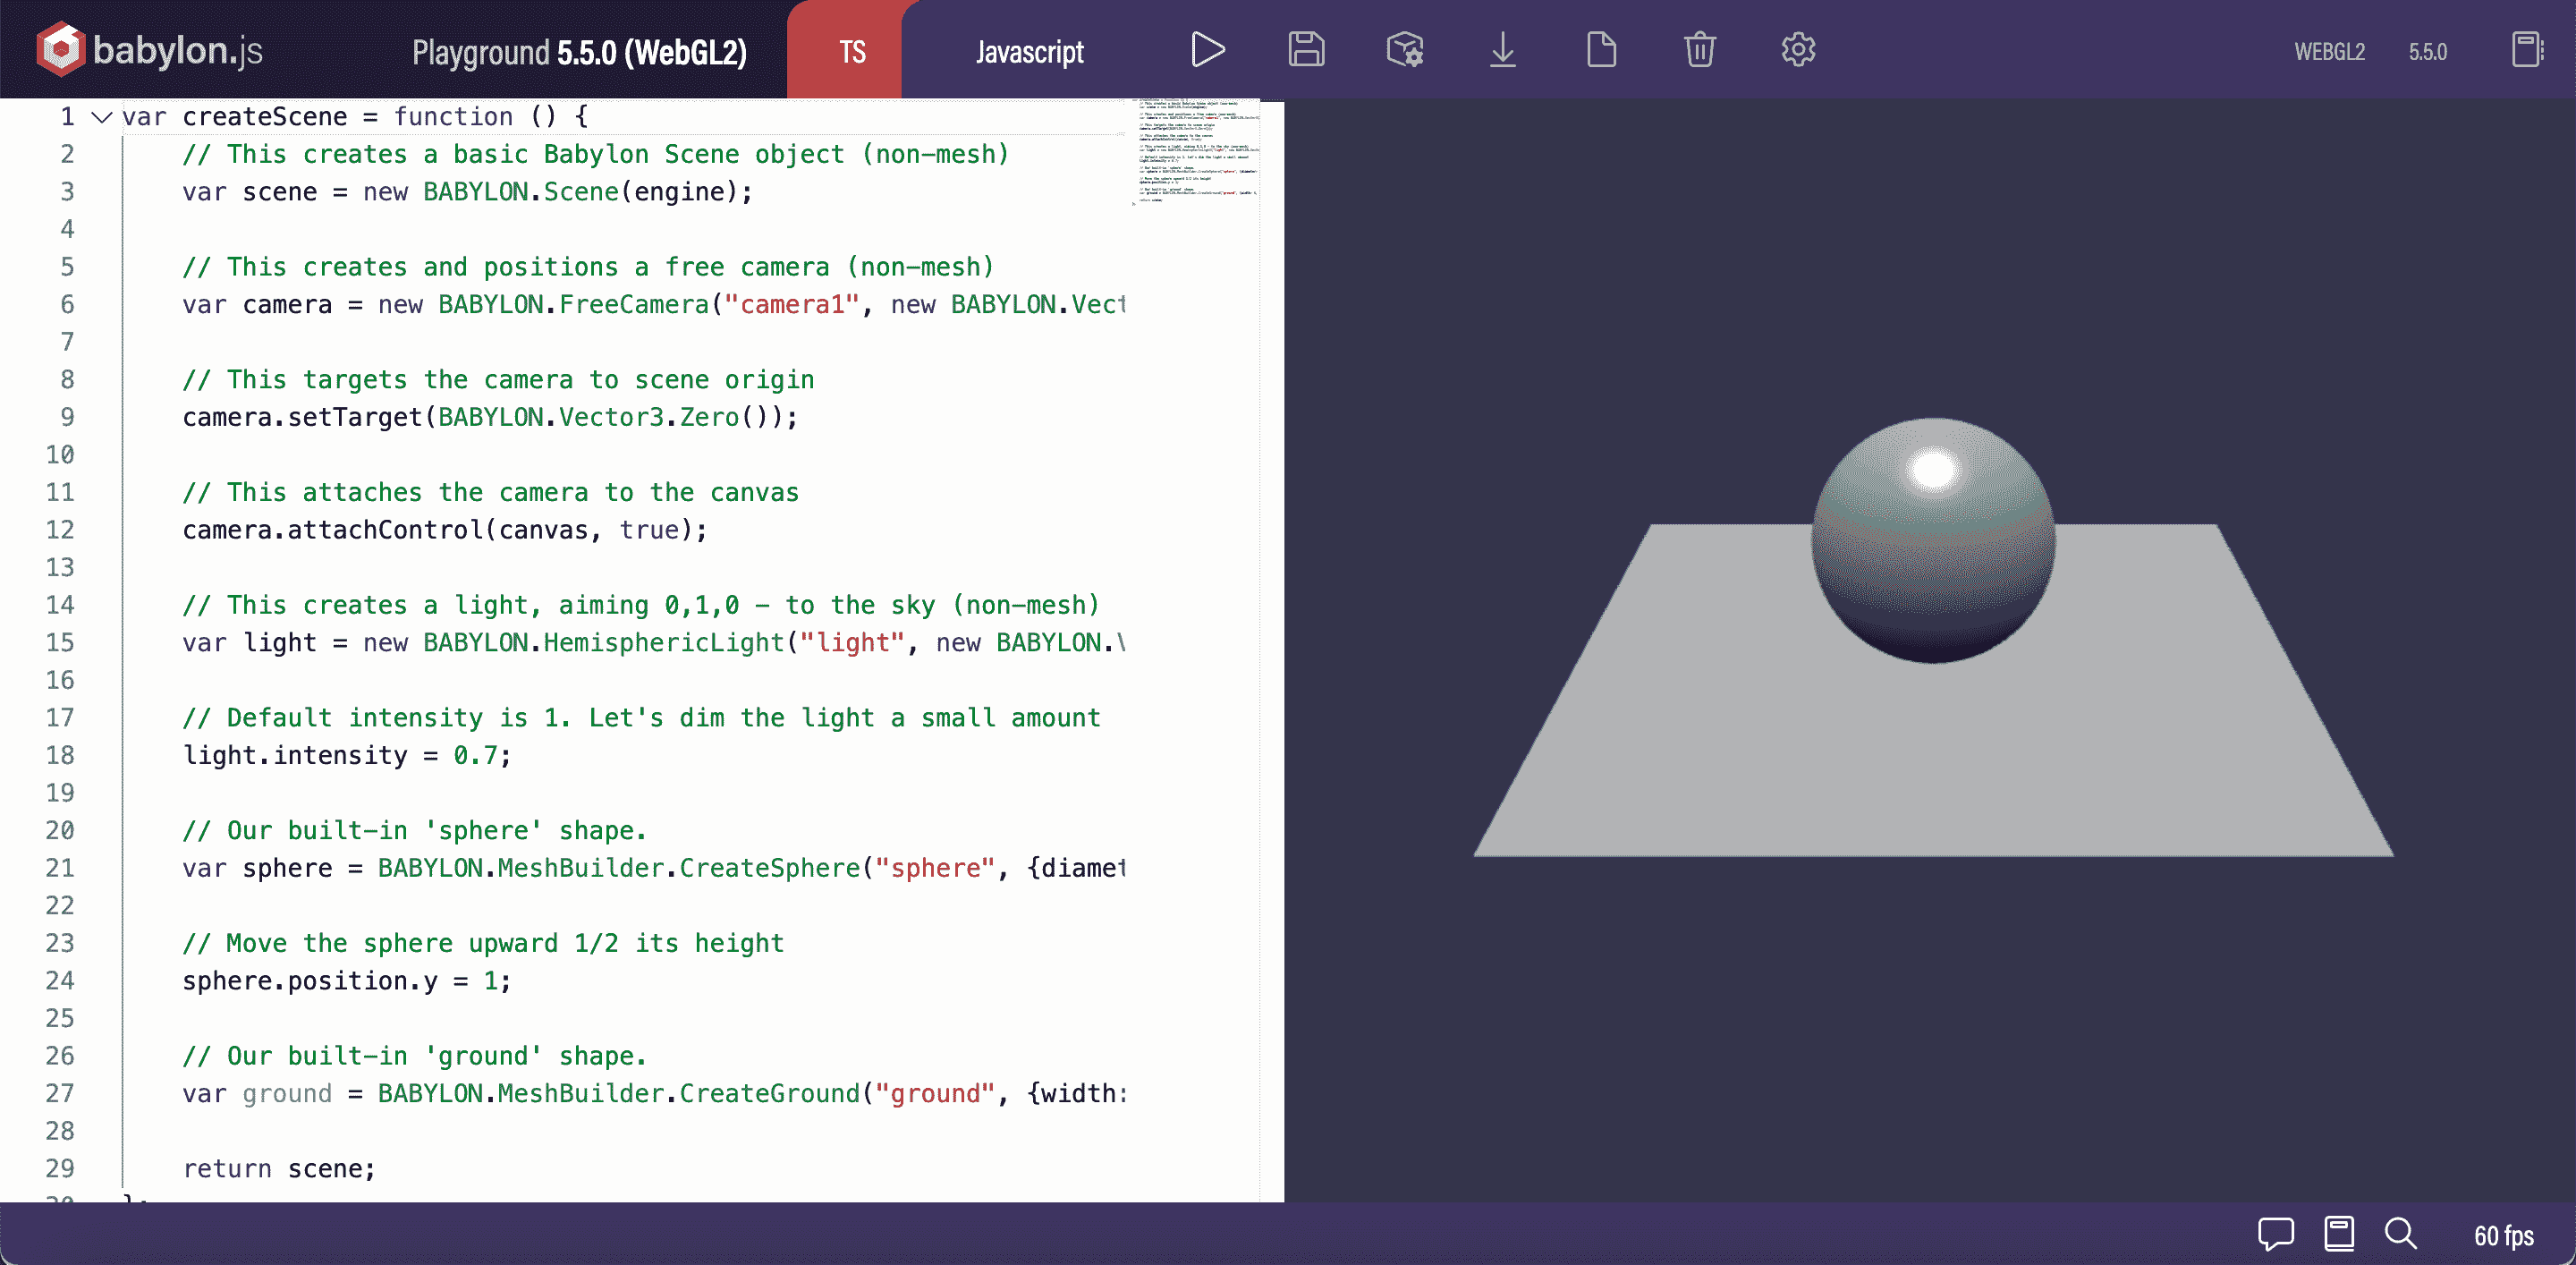 babylon.js
Playground 5.5.0 (WebGL2)
TS
Javascript
WEBGL2
5.5.0
1 var createScene = function () {
2 // This creates a basic Babylon Scene object (non-mesh)
3 var scene = new BABYLON.Scene(engine);
4
5 // This creates and positions a free camera (non-mesh)
6 var camera = new BABYLON.FreeCamera("camera1", new BABYLON.Vect
7
8 // This targets the camera to scene origin
9 camera.setTarget(BABYLON.Vector3.Zero());
10
11 // This attaches the camera to the canvas
12 camera.attachControl(canvas, true);
13
14 // This creates a light, aiming 0,1,0 - to the sky (non-mesh)
15 var light = new BABYLON.HemisphericLight("light", new BABYLON.
16
17 // Default intensity is 1. Let's dim the light a small amount
18 light.intensity = 0.7;
19
20 // Our built-in 'sphere' shape.
21 var sphere = BABYLON.MeshBuilder.CreateSphere("sphere", {diamet
22
23 // Move the sphere upward 1/2 its height
24 sphere.position.y = 1;
25
26 // Our built-in 'ground' shape.
27 var ground = BABYLON.MeshBuilder.CreateGround("ground", {width:
28
29 return scene;
60 fps